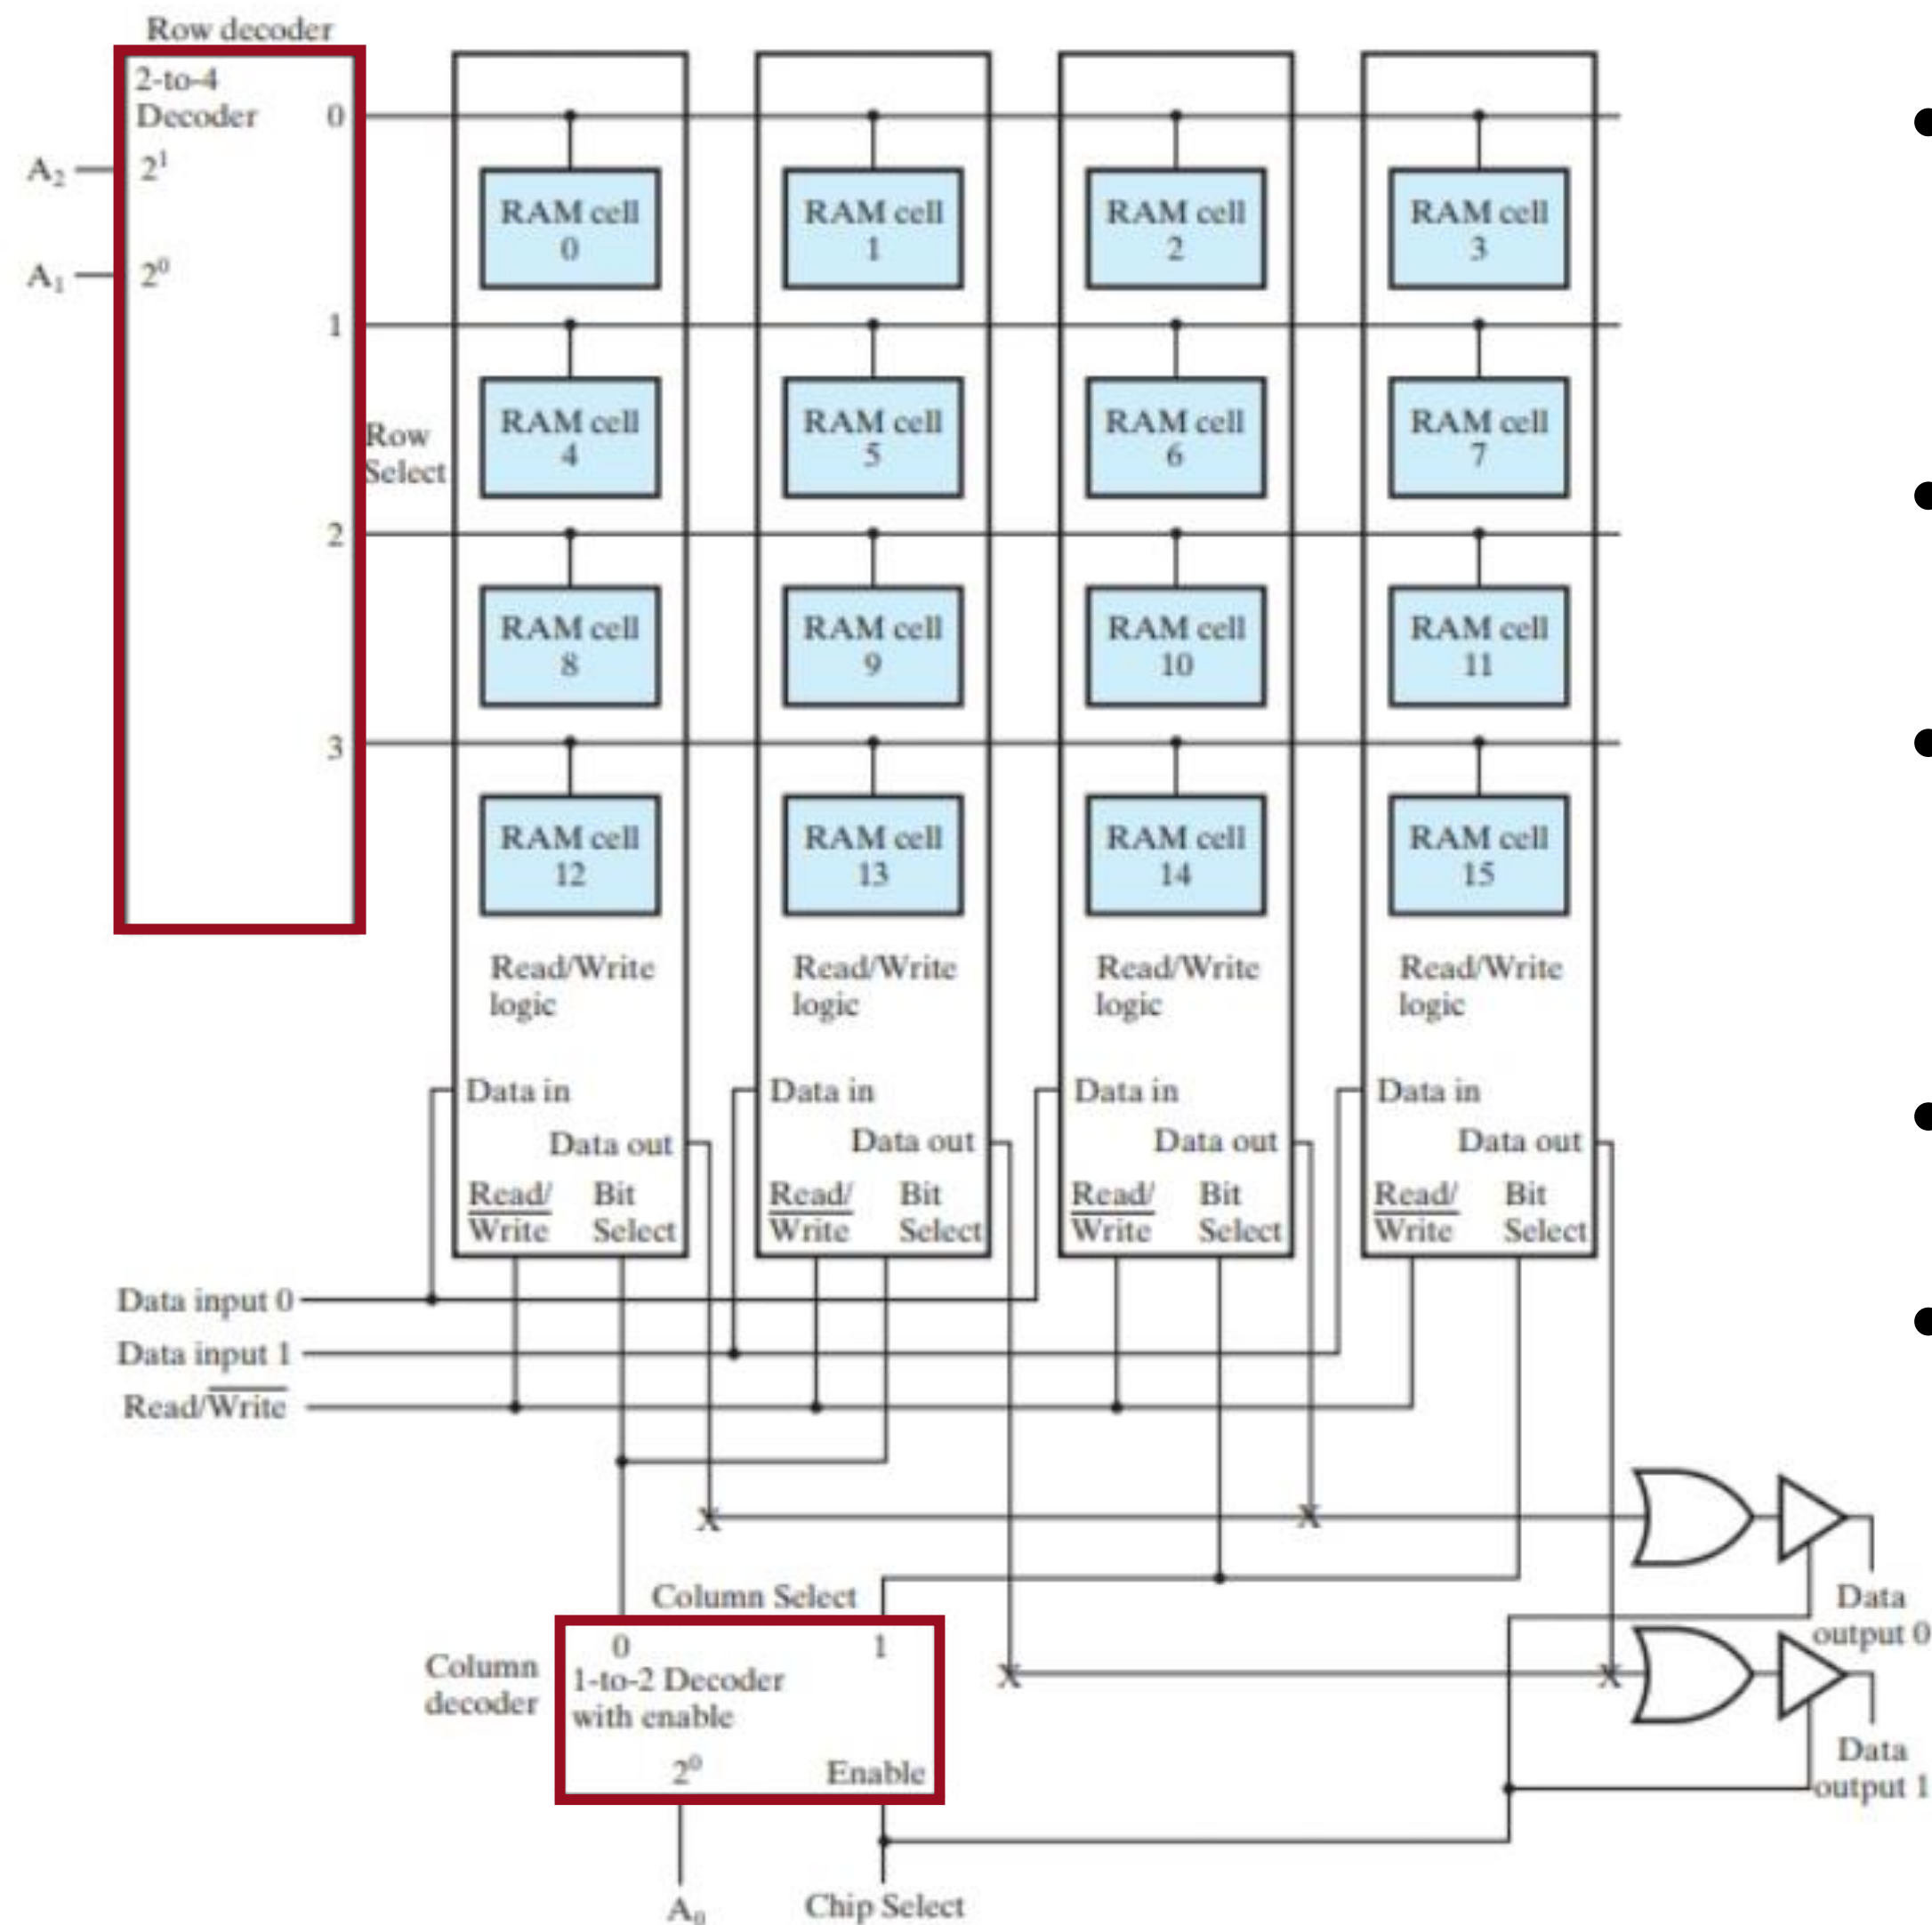 Row decoder
2-to-4
Decoder
0
A₂
2¹
A₁
2⁰
RAM cell
0
RAM cell
1
RAM cell
2
RAM cell
3
1
Row
Select
RAM cell
4
RAM cell
5
RAM cell
6
RAM cell
7
2
RAM cell
8
RAM cell
9
RAM cell
10
RAM cell
11
3
RAM cell
12
RAM cell
13
RAM cell
14
RAM cell
15
Read/Write
logic
Read/Write
logic
Read/Write
logic
Read/Write
logic
Data in
Data in
Data in
Data in
Data out
Data out
Data out
Data out
Read/
Write
Bit
Select
Read/
Write
Bit
Select
Read/
Write
Bit
Select
Read/
Write
Bit
Select
Data input 0
Data input 1
Read/Write
X
X
Column Select
Data
output 0
Column
decoder
0
1
1-to-2 Decoder
with enable
X
X
2⁰
Enable
Data
output 1
A₀
Chip Select